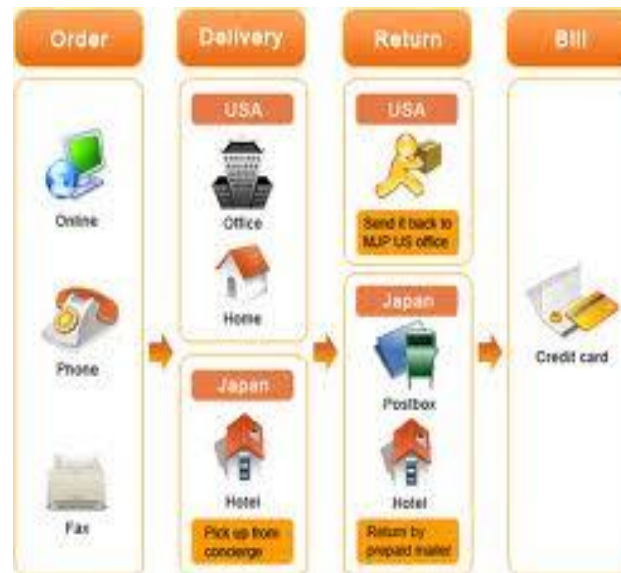 Order
Delivery
Return
Bill
Online
Phone
Fax
USA
Office
Home
Japan
Hotel
Pick up from
concierge
USA
Send it back to
MJP US office
Japan
Postbox
Hotel
Return by
prepaid mailer
Credit card